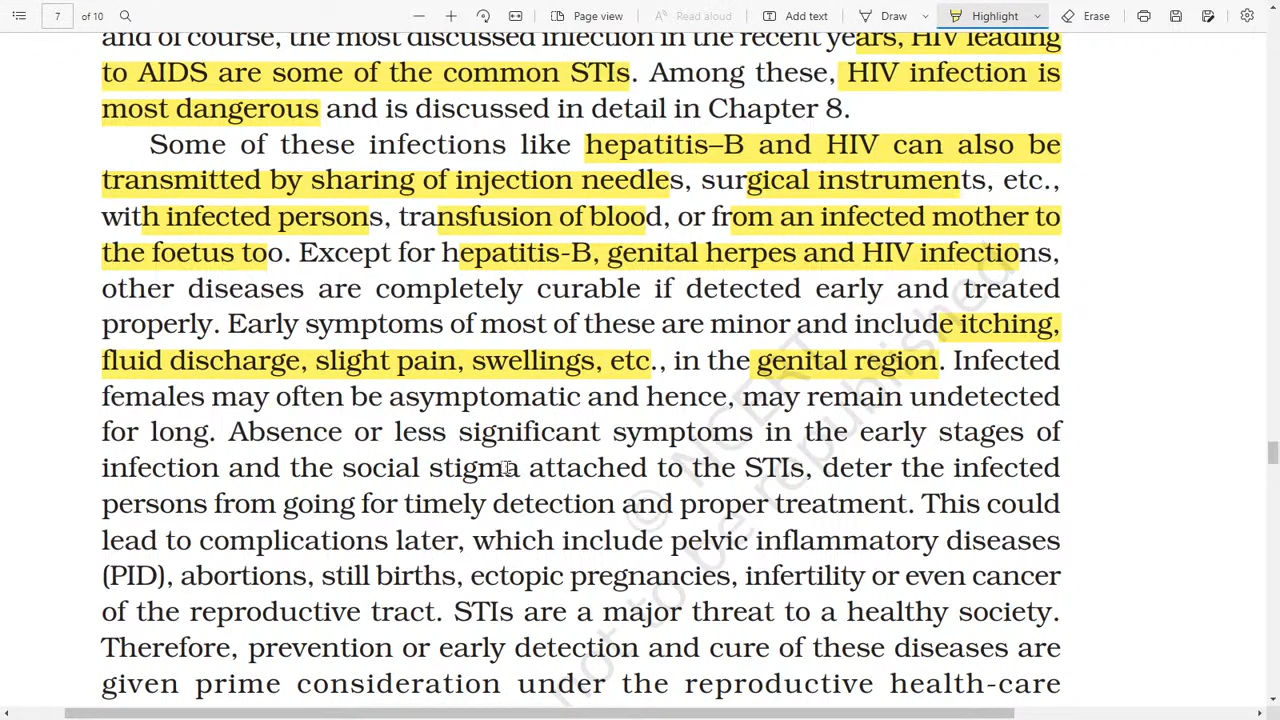 7 of 10 Page view Read aloud Add text Draw Highlight Erase
and of course, the most discussed infection in the recent years, HIV leading
to AIDS are some of the common STIs. Among these, HIV infection is
most dangerous and is discussed in detail in Chapter 8.
Some of these infections like hepatitis–B and HIV can also be
transmitted by sharing of injection needles, surgical instruments, etc.,
with infected persons, transfusion of blood, or from an infected mother to
the foetus too. Except for hepatitis-B, genital herpes and HIV infections,
other diseases are completely curable if detected early and treated
properly. Early symptoms of most of these are minor and include itching,
fluid discharge, slight pain, swellings, etc., in the genital region. Infected
females may often be asymptomatic and hence, may remain undetected
for long. Absence or less significant symptoms in the early stages of
infection and the social stigma attached to the STIs, deter the infected
persons from going for timely detection and proper treatment. This could
lead to complications later, which include pelvic inflammatory diseases
(PID), abortions, still births, ectopic pregnancies, infertility or even cancer
of the reproductive tract. STIs are a major threat to a healthy society.
Therefore, prevention or early detection and cure of these diseases are
given prime consideration under the reproductive health-care
© NCERT
not to be republished